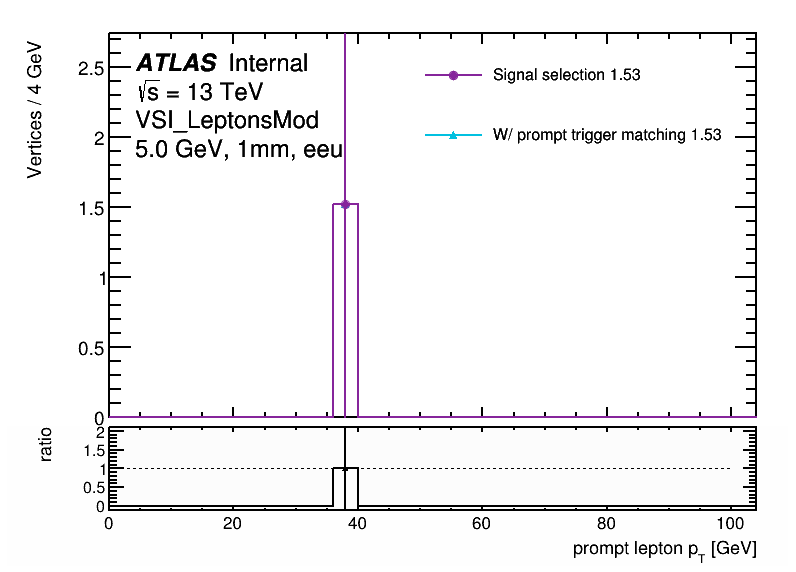 Vertices / 4 GeV
ATLAS Internal
√s = 13 TeV
VSI_LeptonsMod
5.0 GeV, 1mm, eeu
Signal selection 1.53
W/ prompt trigger matching 1.53
2.5
2
1.5
1
0.5
0
ratio
2
1.5
1
0.5
0
0 20 40 60 80 100
prompt lepton p_T [GeV]